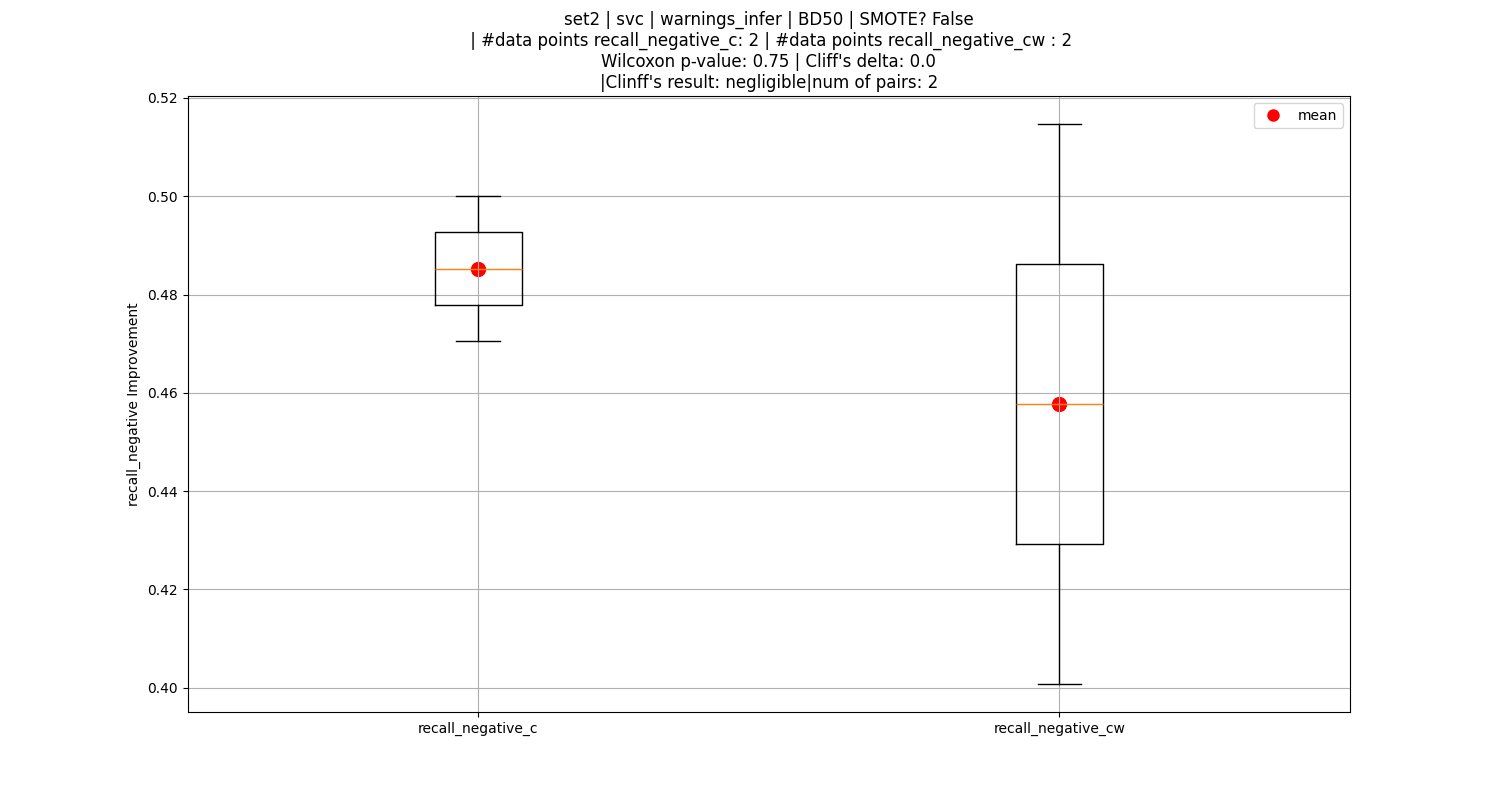 set2 | svc | warnings_infer | BD50 | SMOTE? False
| #data points recall_negative_c: 2 | #data points recall_negative_cw : 2
Wilcoxon p-value: 0.75 | Cliff's delta: 0.0
|Clinff's result: negligible|num of pairs: 2
mean
recall_negative Improvement
0.52
0.50
0.48
0.46
0.44
0.42
0.40
recall_negative_c
recall_negative_cw